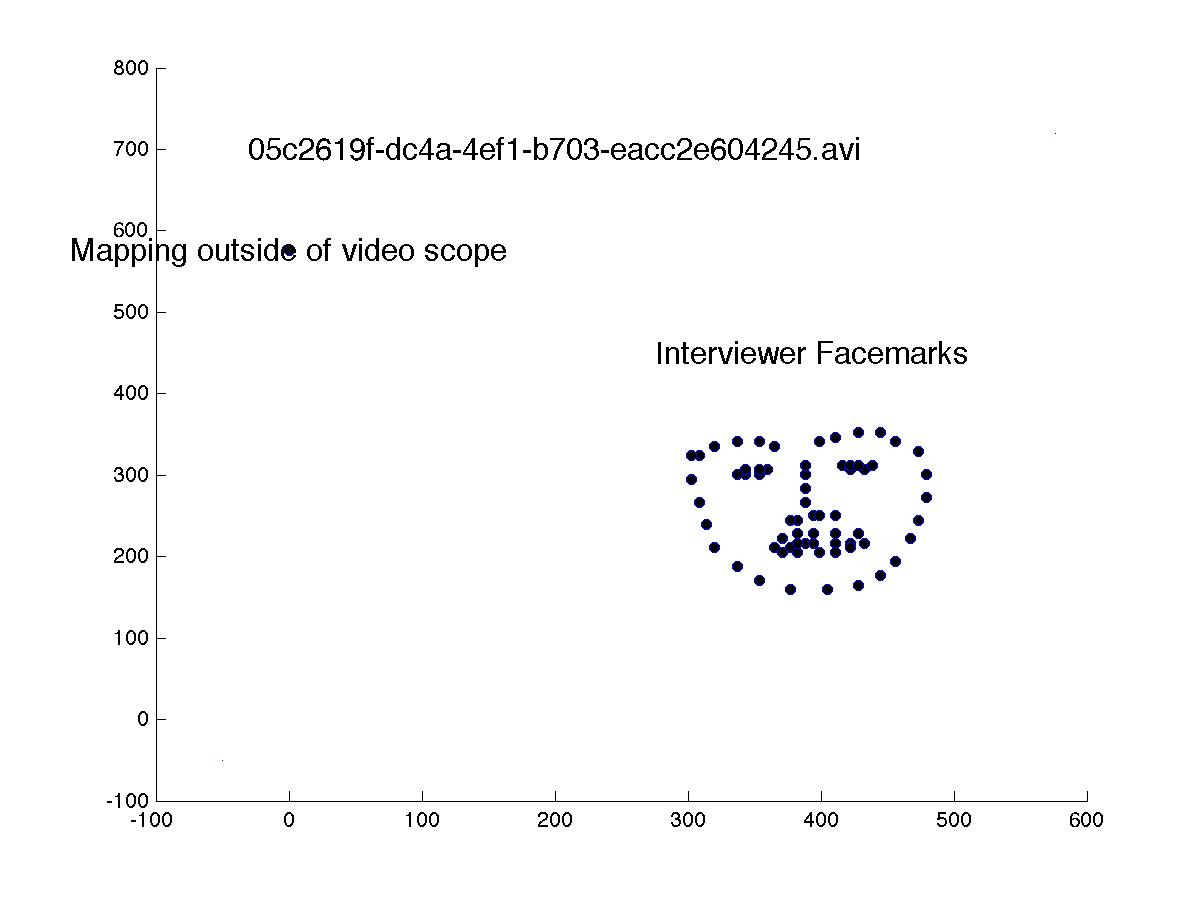 800
05c2619f-dc4a-4ef1-b703-eacc2e604245.avi
700
600
Mapping outside of video scope
500
Interviewer Facemarks
400
300
200
100
0
-100
-100 0 100 200 300 400 500 600